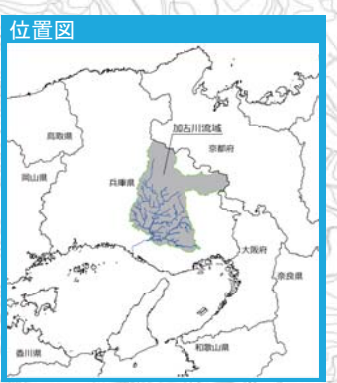 位置図
鳥取県
加古川流域
京都府
岡山県
兵庫県
大阪府
奈良県
香川県
和歌山県